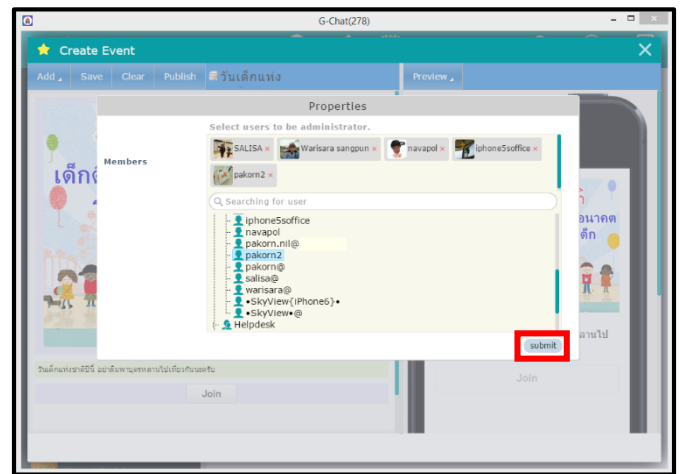 G-Chat(278)
Create Event
Add Save Clear Publish วันเด็กแห่ง Preview
Properties
Select users to be administrator.
Members
SALISA × Warisara sangpun × navapol × iphone5soffice ×
pakorn2 ×
Searching for user
iphone5soffice
navapol
pakorn.nil@
pakorn2
pakorn@
salisa@
warisara@
•SkyView{iPhone6}•
•SkyView•@
Helpdesk
submit
วันเด็กแห่งชาติปีนี้ อย่าลืมพาบุตรหลานไปเที่ยวกันนะครับ
Join
Join